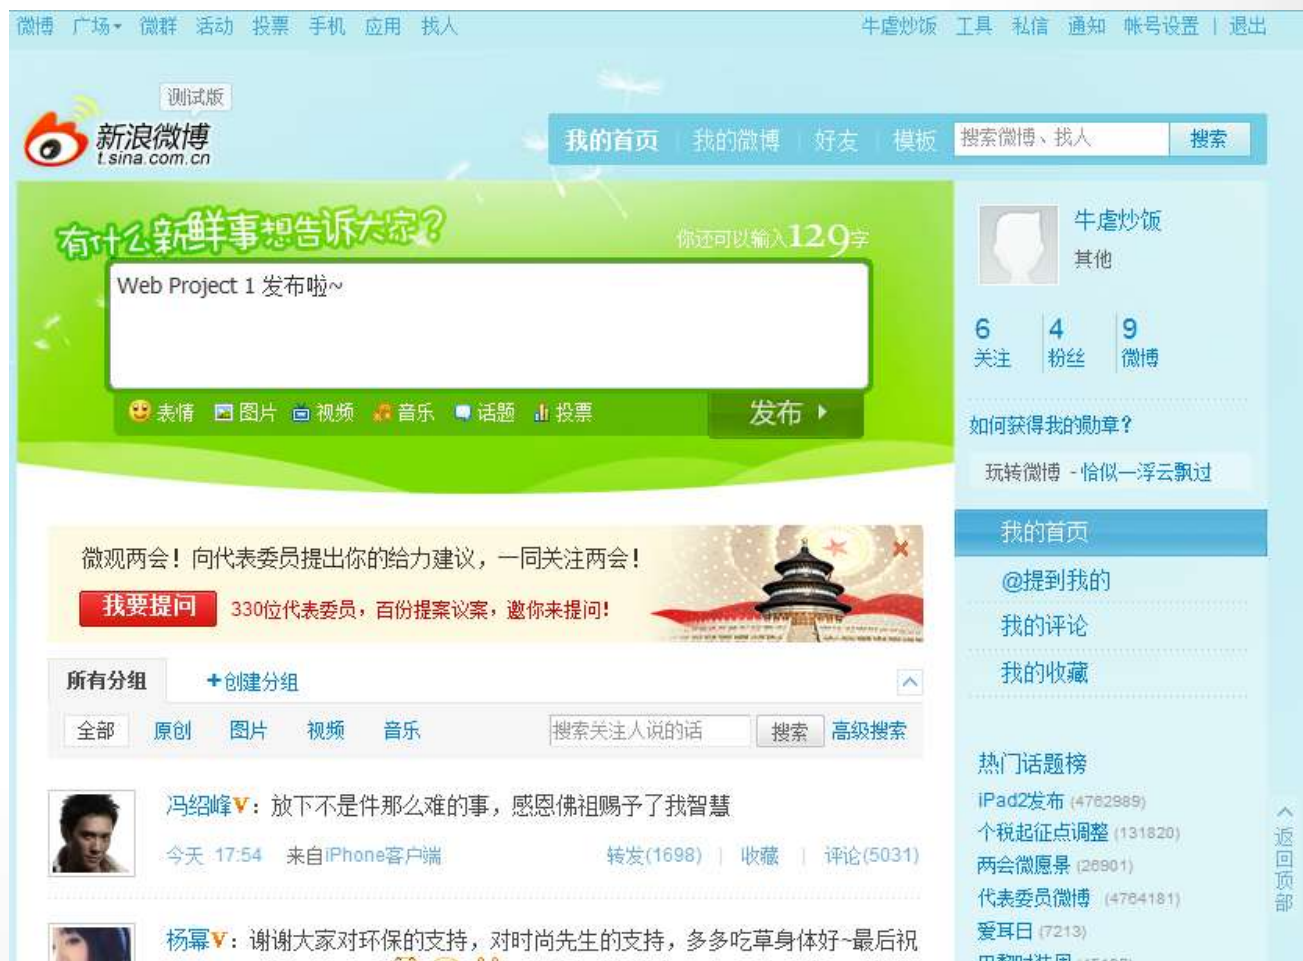 微博 广场 微群 活动 投票 手机 应用 找人
牛虐炒饭 工具 私信 通知 帐号设置 | 退出
测试版
新浪微博
t.sina.com.cn
我的首页 我的微博 好友 模板 搜索微博、找人 搜索
有什么新鲜事想告诉大家?
你还可以输入129字
Web Project 1 发布啦~
表情 图片 视频 音乐 话题 投票 发布
牛虐炒饭
其他
6 4 9
关注 粉丝 微博
如何获得我的勋章?
玩转微博 - 恰似一浮云飘过
我的首页
@提到我的
我的评论
我的收藏
微观两会!向代表委员提出你的给力建议,一同关注两会!
我要提问 330位代表委员,百份提案议案,邀你来提问!
所有分组 +创建分组
全部 原创 图片 视频 音乐 搜索关注人说的话 搜索 高级搜索
冯绍峰V:放下不是件那么难的事,感恩佛祖赐予了我智慧
今天 17:54 来自iPhone客户端 转发(1698) | 收藏 | 评论(5031)
杨幂V:谢谢大家对环保的支持,对时尚先生的支持,多多吃草身体好~最后祝
热门话题榜
iPad2发布 (4762989)
个税起征点调整 (131820)
两会微愿景 (26901)
代表委员微博 (4764181)
爱耳日 (7213)
返回顶部